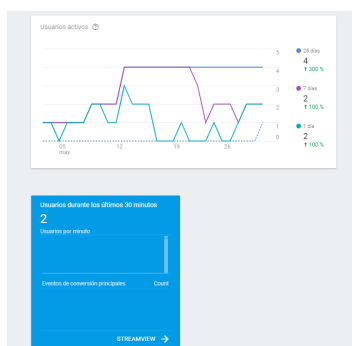 Usuarios activos ?
5
4
3
2
1
0
05
may.
12
19
26
28 días
4
↑ 300 %
7 días
2
↑ 100 %
1 día
2
↑ 100 %
Usuarios durante los últimos 30 minutos
2
Usuarios por minuto
Eventos de conversión principales Count
STREAMVIEW →